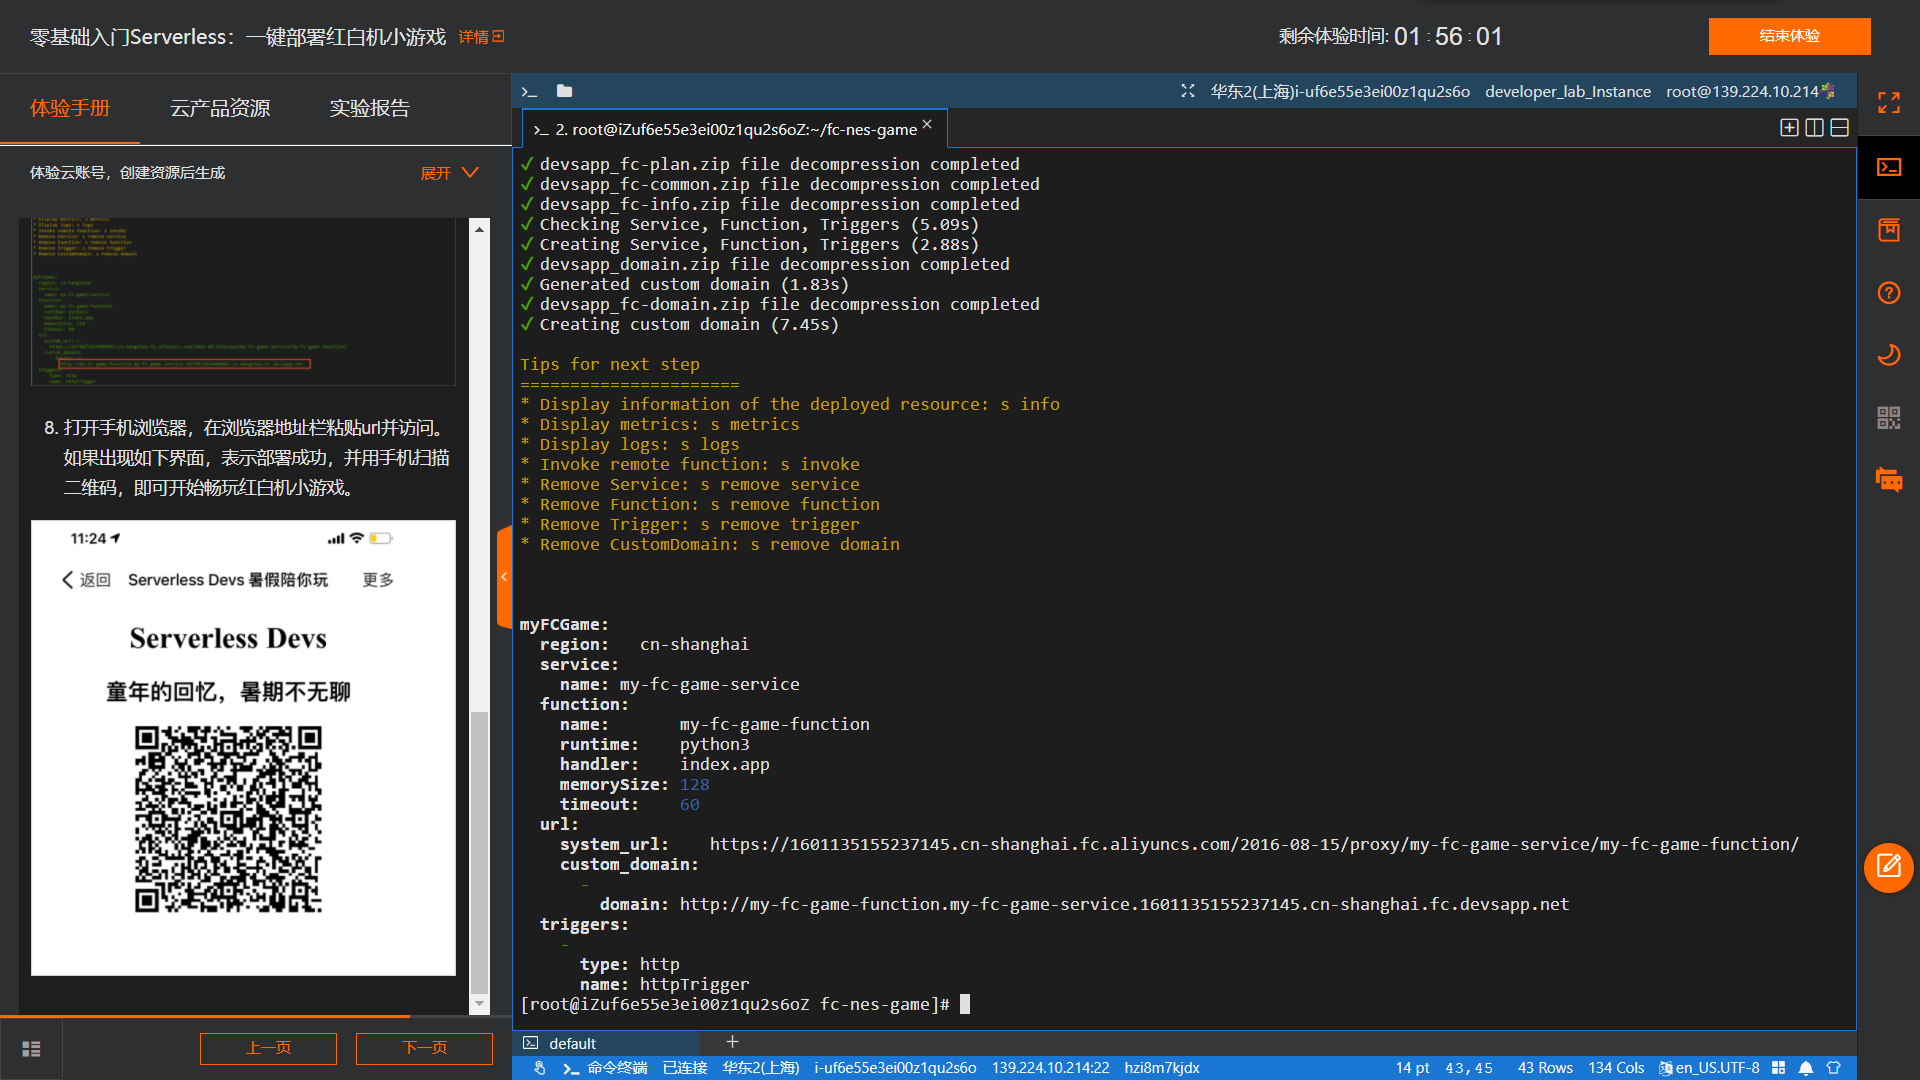 零基础入门Serverless：一键部署红白机小游戏 详情
剩余体验时间: 01 : 56 : 01
结束体验
体验手册 云产品资源 实验报告
体验云账号，创建资源后生成
展开
8. 打开手机浏览器，在浏览器地址栏粘贴url并访问。
如果出现如下界面，表示部署成功，并用手机扫描
二维码，即可开始畅玩红白机小游戏。
11:24
返回 Serverless Devs 暑假陪你玩 更多
Serverless Devs
童年的回忆，暑期不无聊
上一页 下一页
华东2(上海)i-uf6e55e3ei00z1qu2s6o developer_lab_Instance root@139.224.10.214
2. root@iZuf6e55e3ei00z1qu2s6oZ:~/fc-nes-game
✓ devsapp_fc-plan.zip file decompression completed
✓ devsapp_fc-common.zip file decompression completed
✓ devsapp_fc-info.zip file decompression completed
✓ Checking Service, Function, Triggers (5.09s)
✓ Creating Service, Function, Triggers (2.88s)
✓ devsapp_domain.zip file decompression completed
✓ Generated custom domain (1.83s)
✓ devsapp_fc-domain.zip file decompression completed
✓ Creating custom domain (7.45s)
Tips for next step
======================
* Display information of the deployed resource: s info
* Display metrics: s metrics
* Display logs: s logs
* Invoke remote function: s invoke
* Remove Service: s remove service
* Remove Function: s remove function
* Remove Trigger: s remove trigger
* Remove CustomDomain: s remove domain
myFCGame:
region: cn-shanghai
service:
name: my-fc-game-service
function:
name: my-fc-game-function
runtime: python3
handler: index.app
memorySize: 128
timeout: 60
url:
system_url: https://1601135155237145.cn-shanghai.fc.aliyuncs.com/2016-08-15/proxy/my-fc-game-service/my-fc-game-function/
custom_domain:
-
domain: http://my-fc-game-function.my-fc-game-service.1601135155237145.cn-shanghai.fc.devsapp.net
triggers:
-
type: http
name: httpTrigger
[root@iZuf6e55e3ei00z1qu2s6oZ fc-nes-game]#
default
命令终端 已连接 华东2(上海) i-uf6e55e3ei00z1qu2s6o 139.224.10.214:22 hzi8m7kjdx 14 pt 43,45 43 Rows 134 Cols en_US.UTF-8